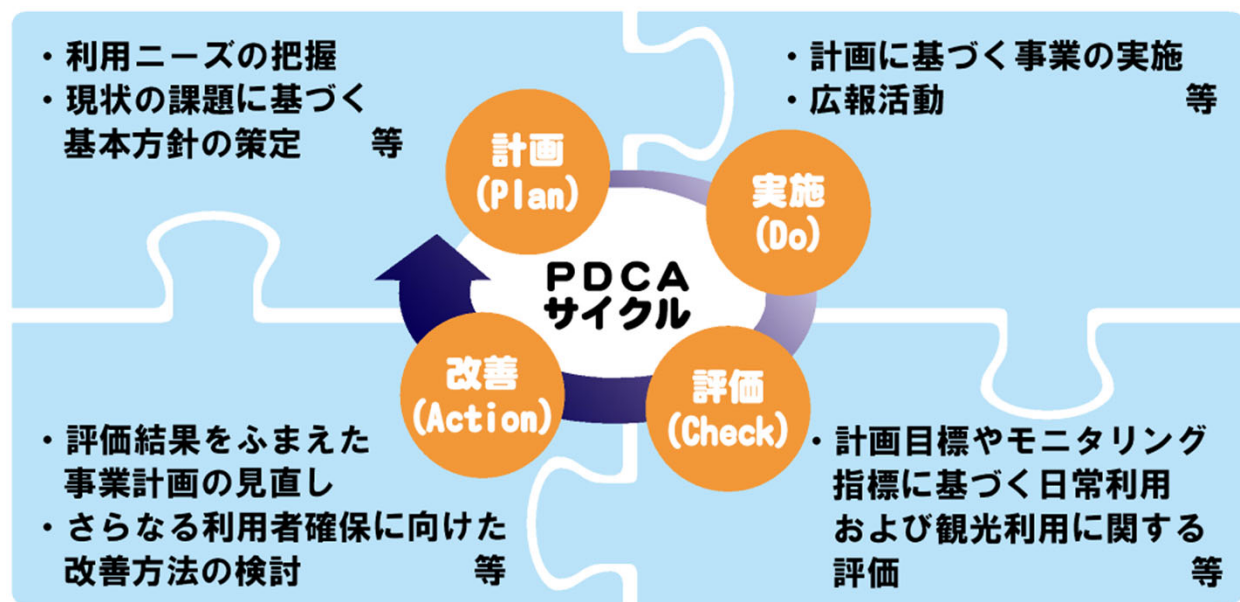 ・利用ニーズの把握
・現状の課題に基づく
基本方針の策定 等
・計画に基づく事業の実施
・広報活動 等
計画
(Plan)
実施
(Do)
PDCA
サイクル
改善
(Action)
評価
(Check)
・評価結果をふまえた
事業計画の見直し
・さらなる利用者確保に向けた
改善方法の検討 等
・計画目標やモニタリング
指標に基づく日常利用
および観光利用に関する
評価 等